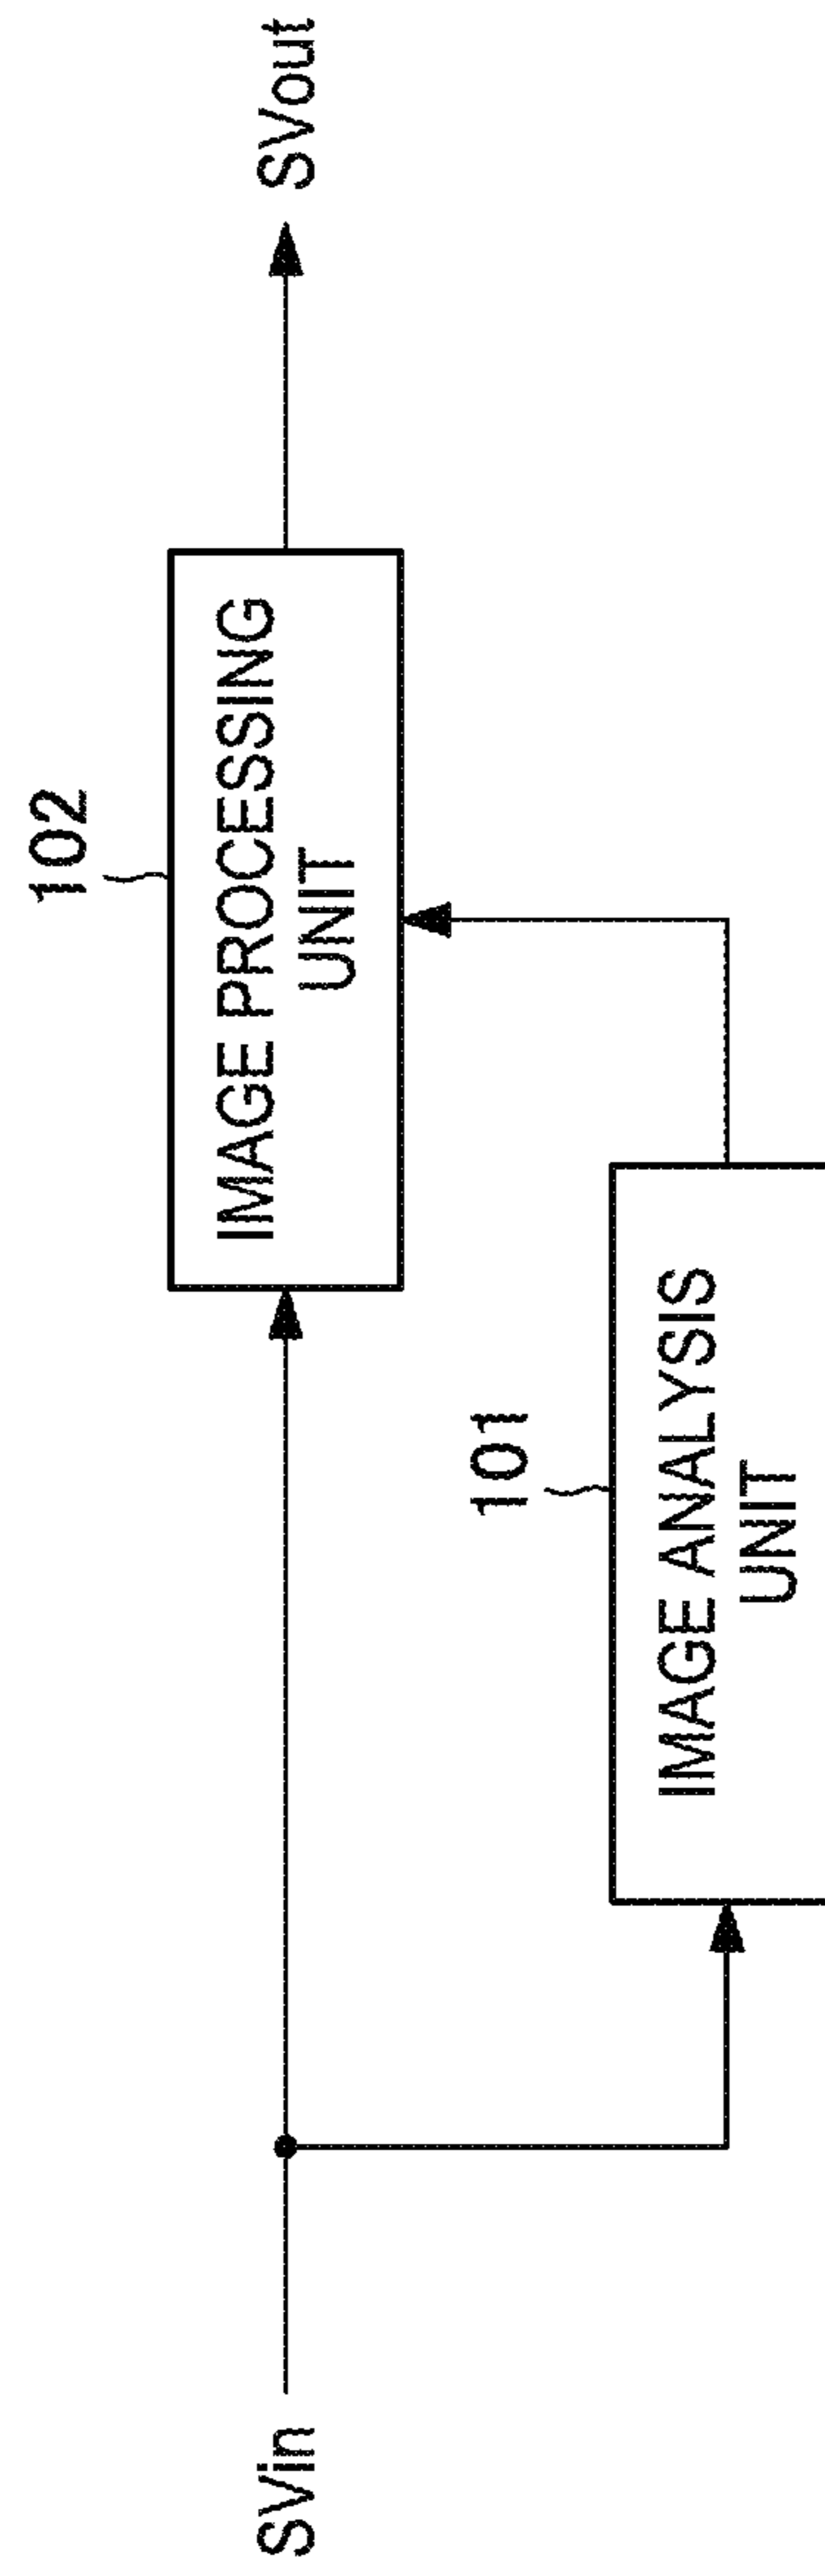 102
SVin
IMAGE PROCESSING
UNIT
SVout
101
IMAGE ANALYSIS
UNIT